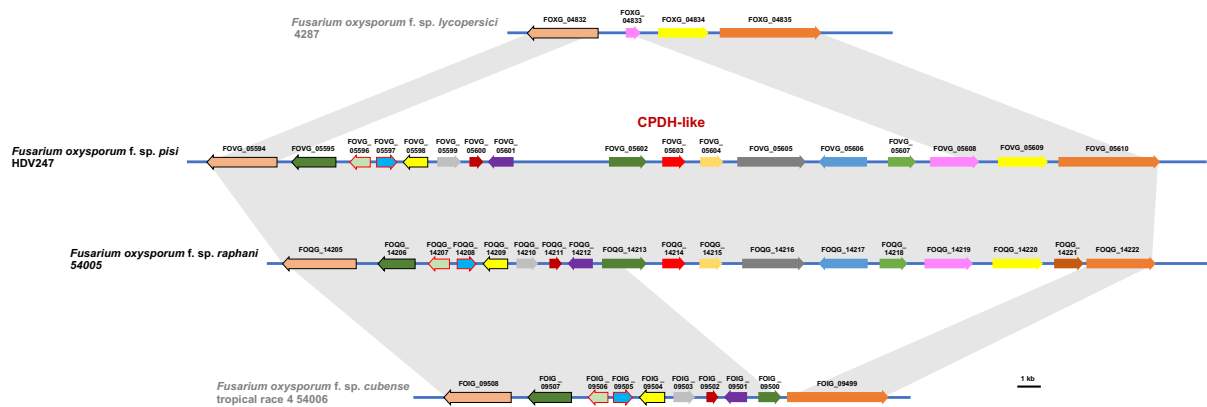 Fusarium oxysporum f. sp. lycopersici
4287
FOXG_04832
FOXG_
04833
FOXG_04834
FOXG_04835
CPDH-like
Fusarium oxysporum f. sp. pisi
HDV247
FOVG_05594
FOVG_05595
FOVG_
05596
FOVG_
05597
FOVG_
05598
FOVG_
05599
FOVG_
05600
FOVG_
05601
FOVG_05602
FOVG_
05603
FOVG_
05604
FOVG_05605
FOVG_05606
FOVG_
05607
FOVG_05608
FOVG_05609
FOVG_05610
Fusarium oxysporum f. sp. raphani
54005
FOQG_14205
FOQG_
14206
FOQG_
14207
FOQG_
14208
FOQG_
14209
FOQG_
14210
FOQG_
14211
FOQG_
14212
FOQG_14213
FOQG_
14214
FOQG_
14215
FOQG_14216
FOQG_14217
FOQG_
14218
FOQG_14219
FOQG_14220
FOQG_
14221
FOQG_14222
Fusarium oxysporum f. sp. cubense
tropical race 4 54006
FOIG_09508
FOIG_
09507
FOIG_
09506
FOIG_
09505
FOIG_
09504
FOIG_
09503
FOIG_
09502
FOIG_
09501
FOIG_
09500
FOIG_09499
1 kb